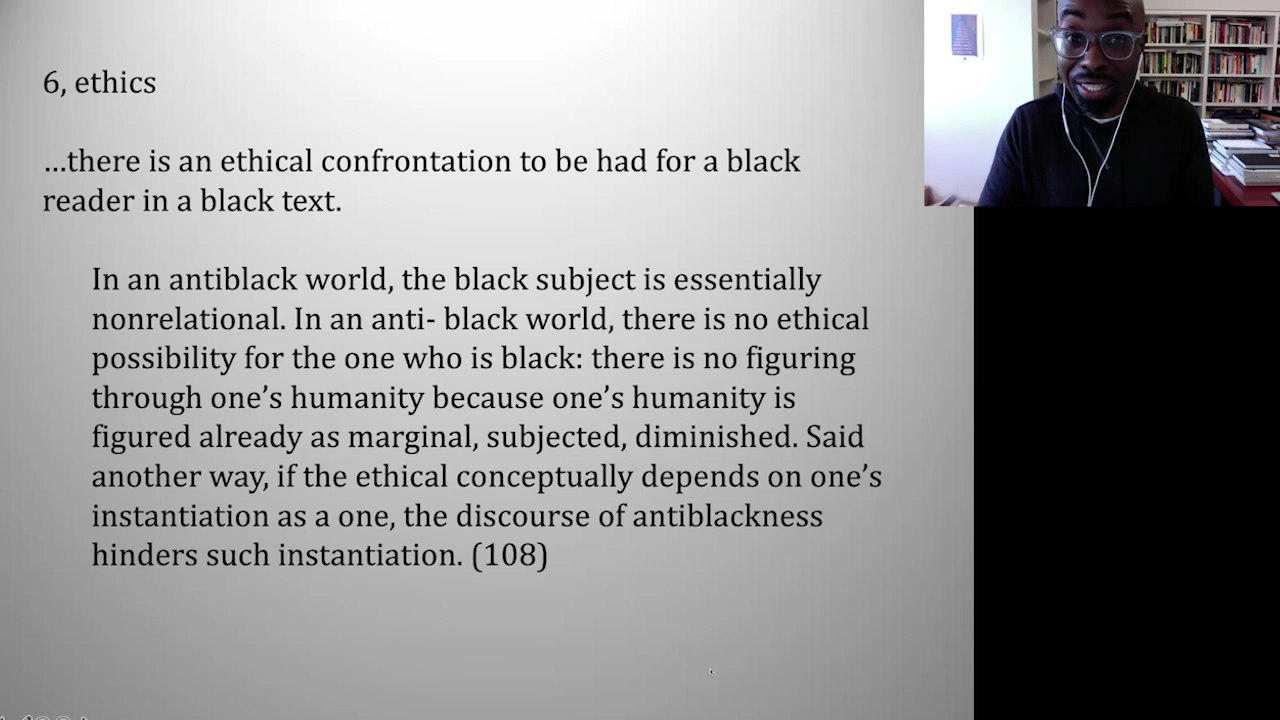 6, ethics
…there is an ethical confrontation to be had for a black
reader in a black text.
In an antiblack world, the black subject is essentially
nonrelational. In an anti- black world, there is no ethical
possibility for the one who is black: there is no figuring
through one’s humanity because one’s humanity is
figured already as marginal, subjected, diminished. Said
another way, if the ethical conceptually depends on one’s
instantiation as a one, the discourse of antiblackness
hinders such instantiation. (108)